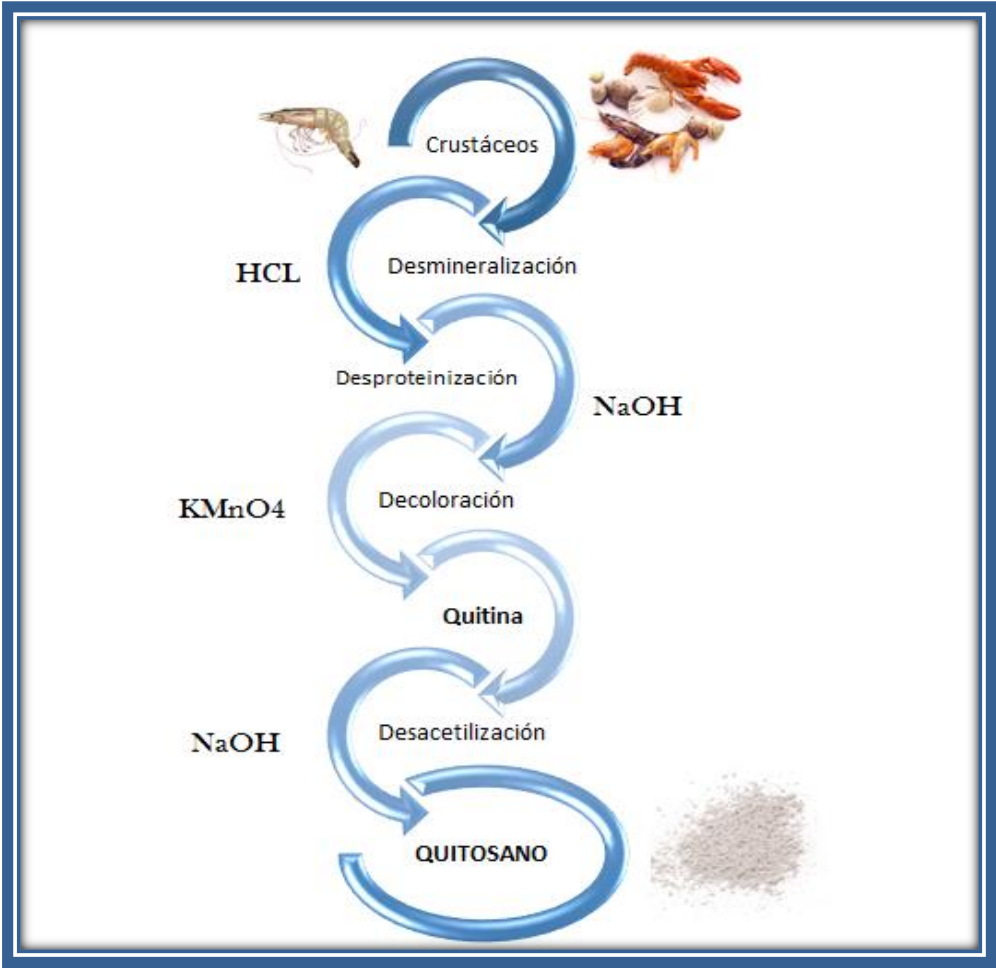 Crustáceos
HCL
Desmineralización
Desproteinización
NaOH
KMnO4
Decoloración
Quitina
NaOH
Desacetilización
QUITOSANO